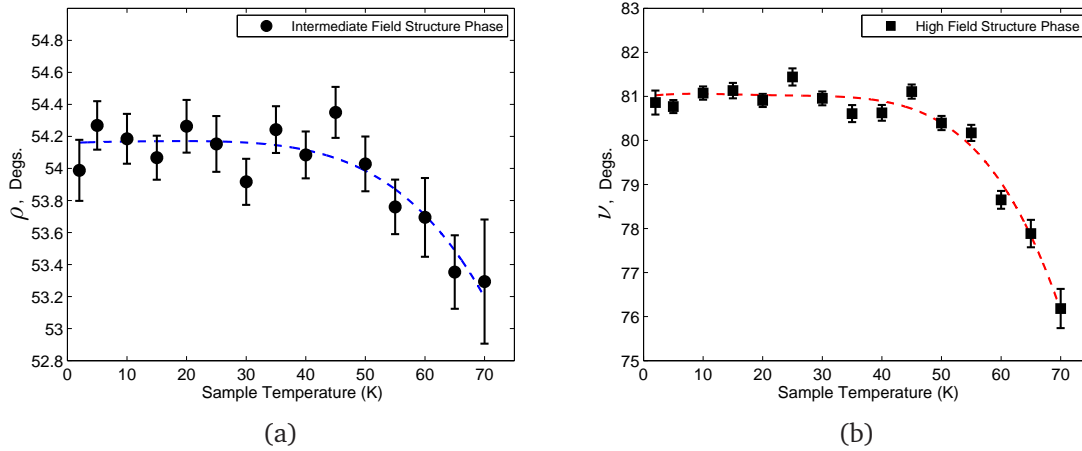 54.8
54.6
54.4
54.2
54
53.8
53.6
53.4
53.2
53
52.8
ρ, Degs.
Intermediate Field Structure Phase
0 10 20 30 40 50 60 70
Sample Temperature (K)
(a)
83
82
81
80
79
78
77
76
75
ν, Degs.
High Field Structure Phase
0 10 20 30 40 50 60 70
Sample Temperature (K)
(b)